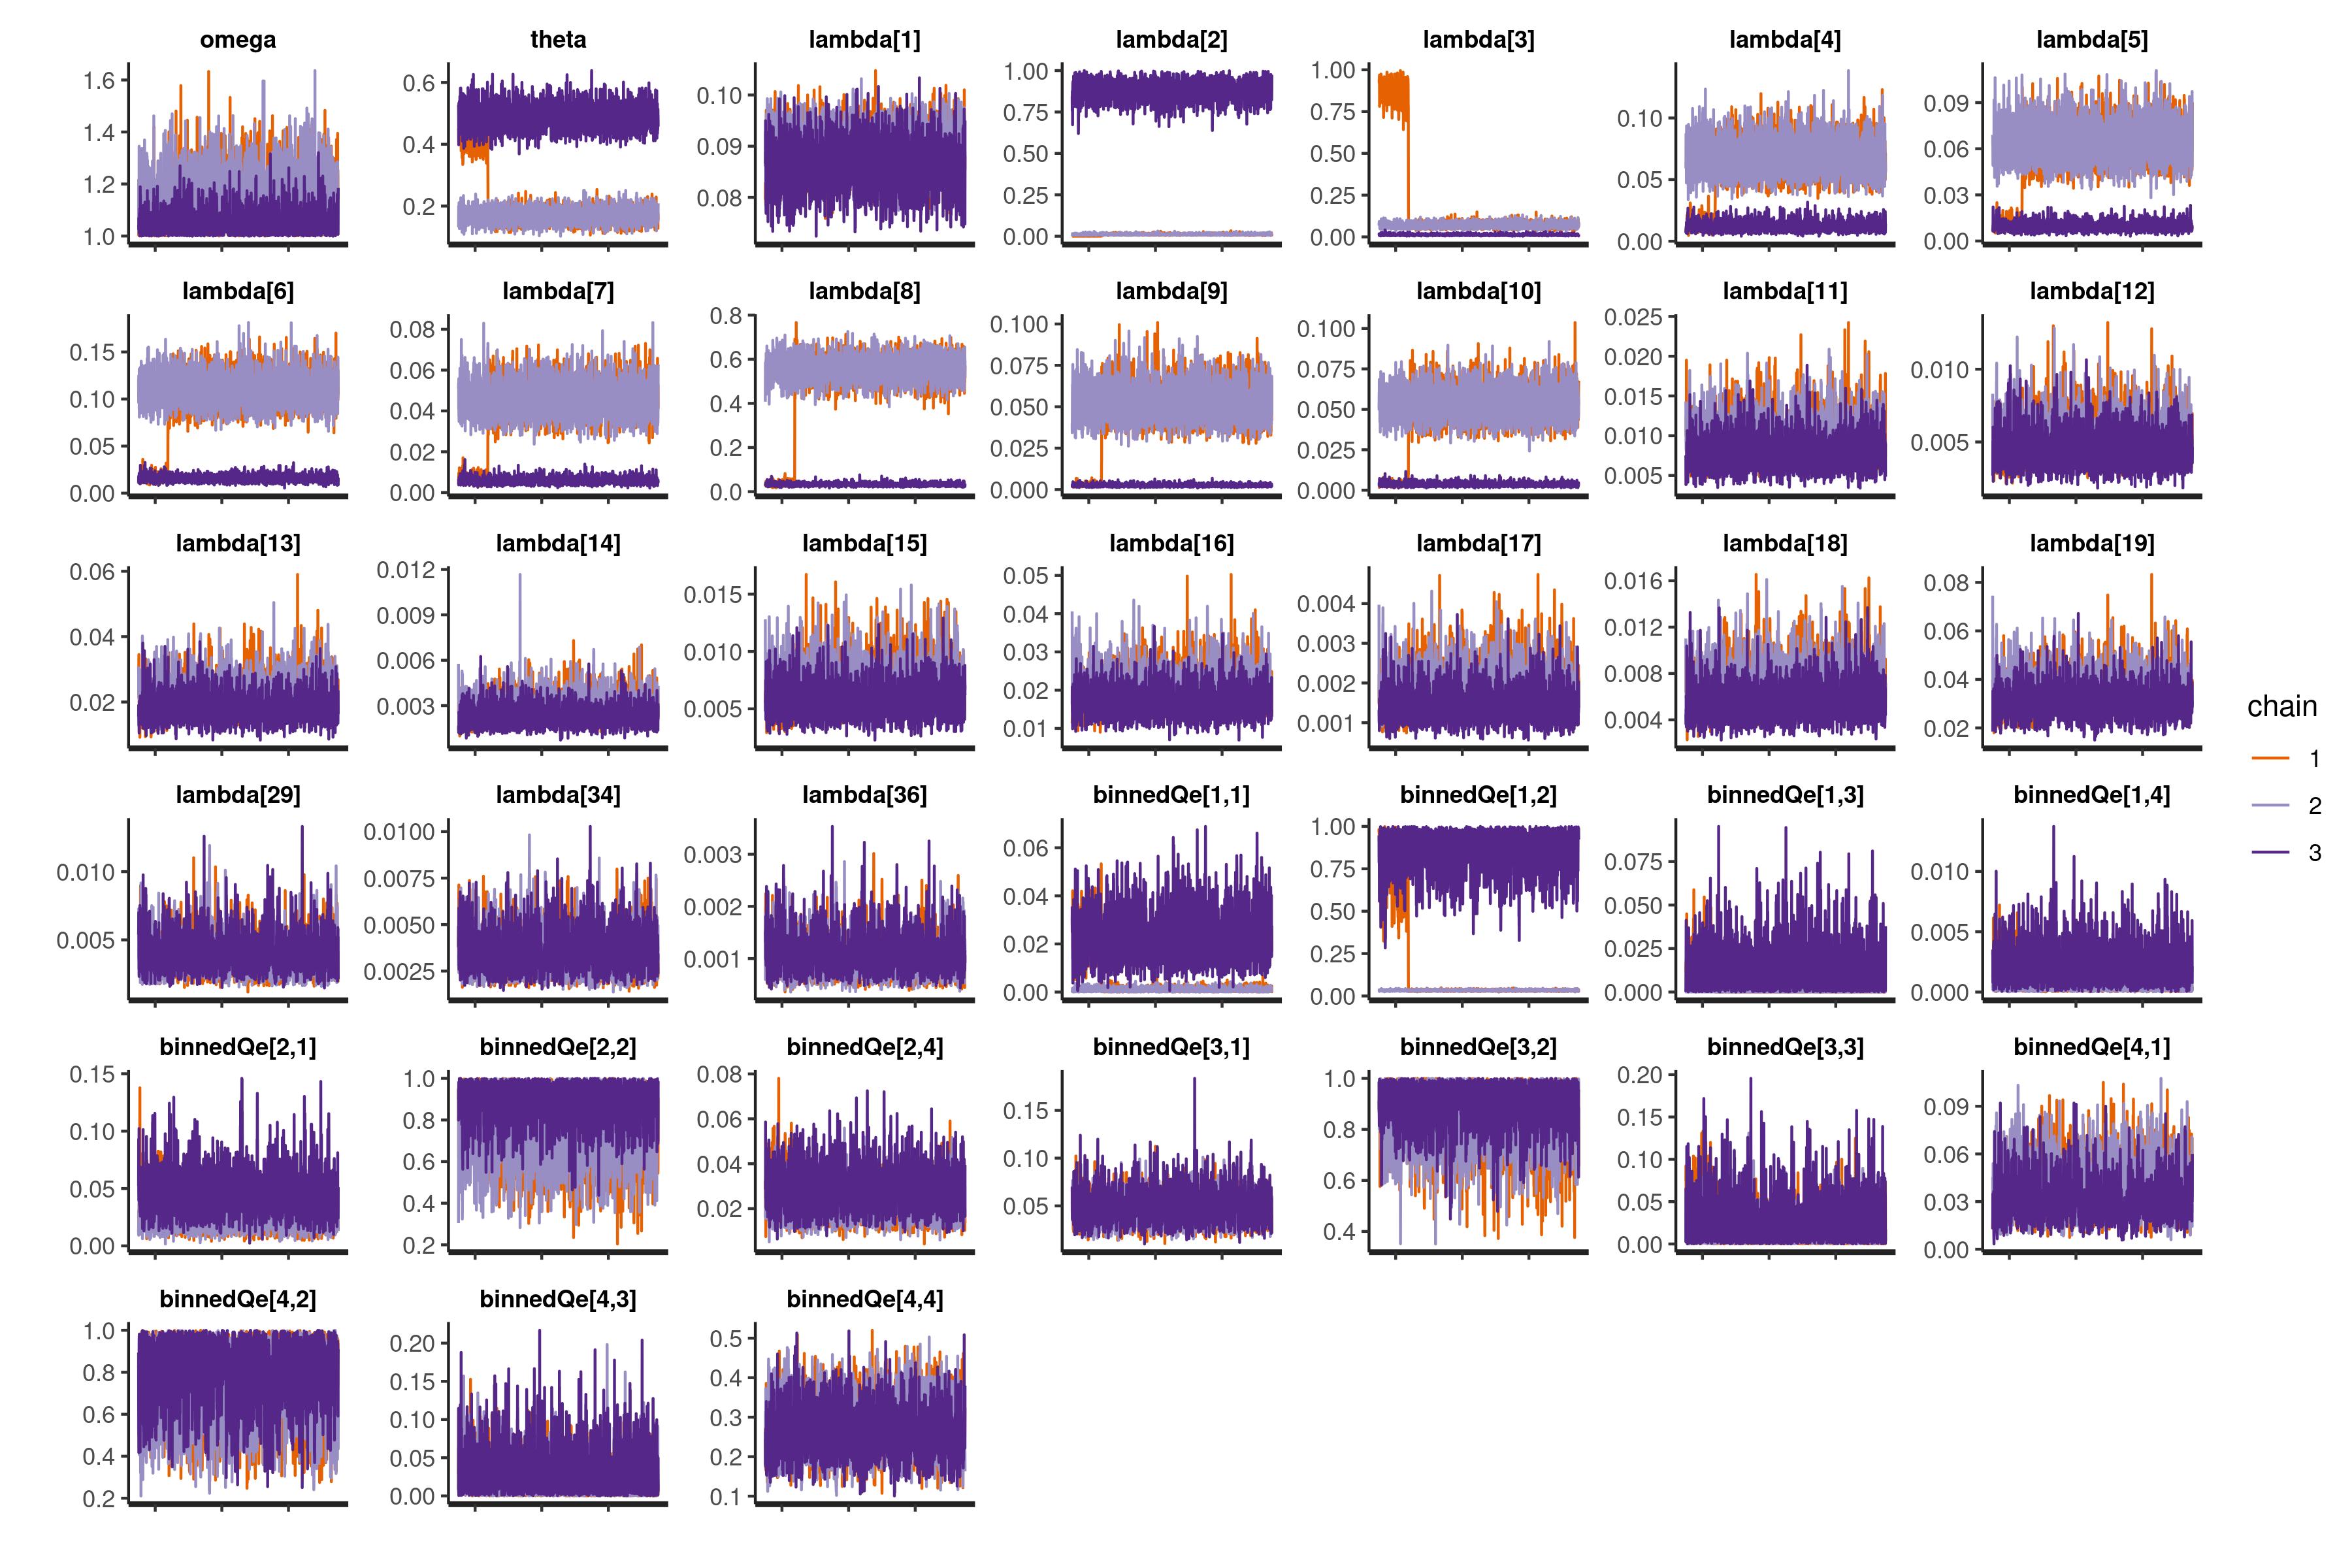 omega theta lambda[1] lambda[2] lambda[3] lambda[4] lambda[5]
1.6 0.6 0.10 1.00 1.00 0.10 0.09
1.4 0.4 0.09 0.75 0.75 0.05 0.06
1.2 0.2 0.08 0.50 0.50 0.00 0.03
1.0 0.25 0.25 0.00
0.00 0.00
lambda[6] lambda[7] lambda[8] lambda[9] lambda[10] lambda[11] lambda[12]
0.15 0.08 0.8 0.100 0.100 0.025 0.010
0.10 0.06 0.6 0.075 0.075 0.020 0.005
0.05 0.04 0.4 0.050 0.050 0.015
0.00 0.02 0.2 0.025 0.025 0.010
0.00 0.0 0.000 0.000 0.005
lambda[13] lambda[14] lambda[15] lambda[16] lambda[17] lambda[18] lambda[19]
0.06 0.012 0.015 0.05 0.004 0.016 0.08
0.04 0.009 0.010 0.04 0.003 0.012 0.06
0.02 0.006 0.005 0.03 0.002 0.008 0.04
0.003 0.02 0.001 0.004 0.02
0.01
chain
1
2
3
lambda[29] lambda[34] lambda[36] binnedQe[1,1] binnedQe[1,2] binnedQe[1,3] binnedQe[1,4]
0.010 0.0100 0.003 0.06 1.00 0.075 0.010
0.005 0.0075 0.002 0.04 0.75 0.050 0.005
0.0050 0.001 0.02 0.50 0.025 0.000
0.0025 0.00 0.25 0.000
0.00
binnedQe[2,1] binnedQe[2,2] binnedQe[2,4] binnedQe[3,1] binnedQe[3,2] binnedQe[3,3] binnedQe[4,1]
0.15 1.0 0.08 0.15 1.0 0.20 0.09
0.10 0.8 0.06 0.10 0.8 0.15 0.06
0.05 0.6 0.04 0.05 0.6 0.10 0.03
0.00 0.4 0.02 0.4 0.05 0.00
0.2 0.00
binnedQe[4,2] binnedQe[4,3] binnedQe[4,4]
1.0 0.20 0.5
0.8 0.15 0.4
0.6 0.10 0.3
0.4 0.05 0.2
0.2 0.00 0.1